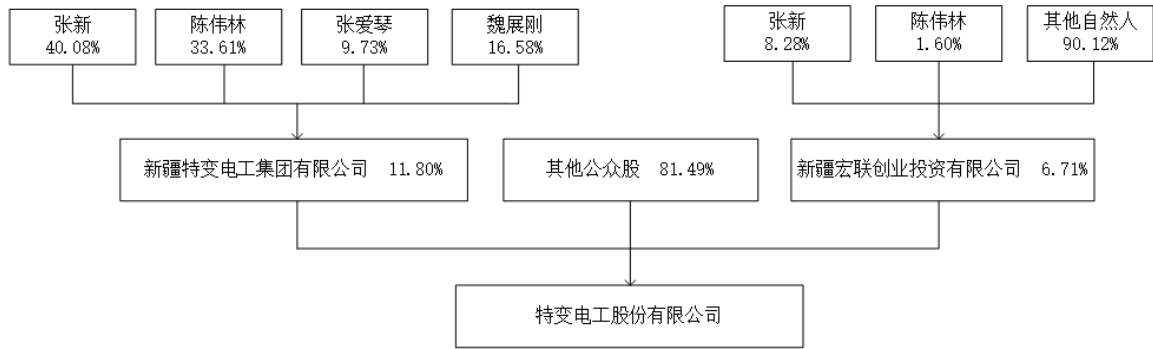 张新
40.08%
陈伟林
33.61%
张爱琴
9.73%
魏展刚
16.58%
张新
8.28%
陈伟林
1.60%
其他自然人
90.12%
新疆特变电工集团有限公司 11.80%
其他公众股 81.49%
新疆宏联创业投资有限公司 6.71%
特变电工股份有限公司